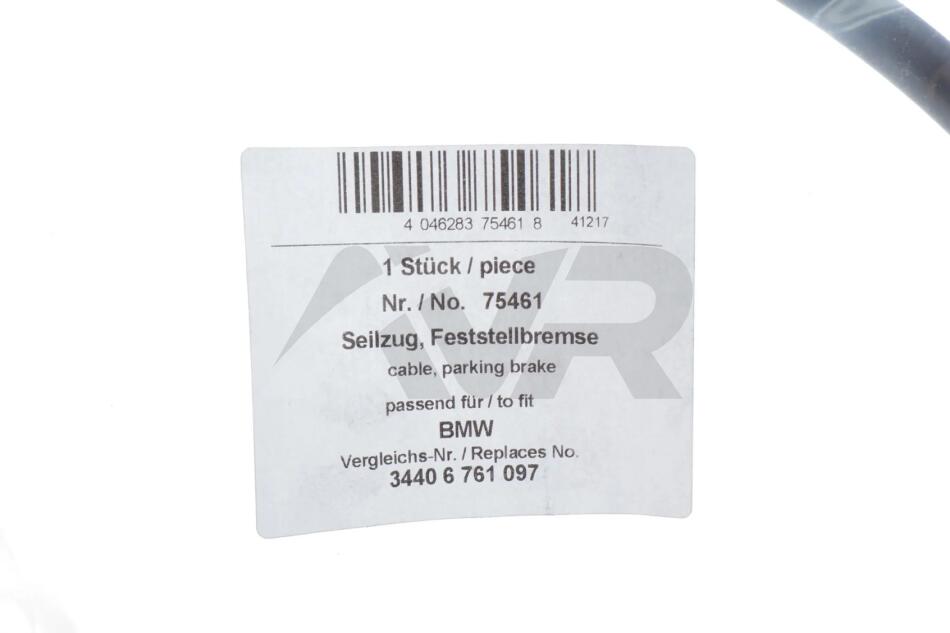 4 046283 75461 8 41217
1 Stück / piece
Nr. / No. 75461
Seilzug, Feststellbremse
cable, parking brake
passend für / to fit
BMW
Vergleichs-Nr. / Replaces No.
3440 6 761 097
iVR